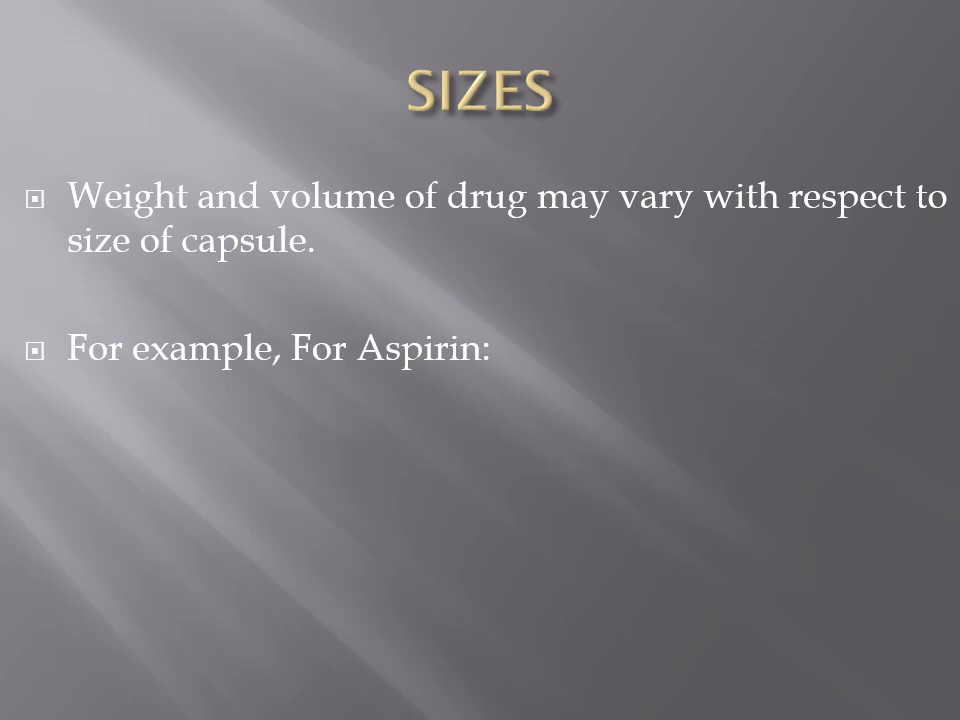 SIZES
Weight and volume of drug may vary with respect to
size of capsule.
For example, For Aspirin: